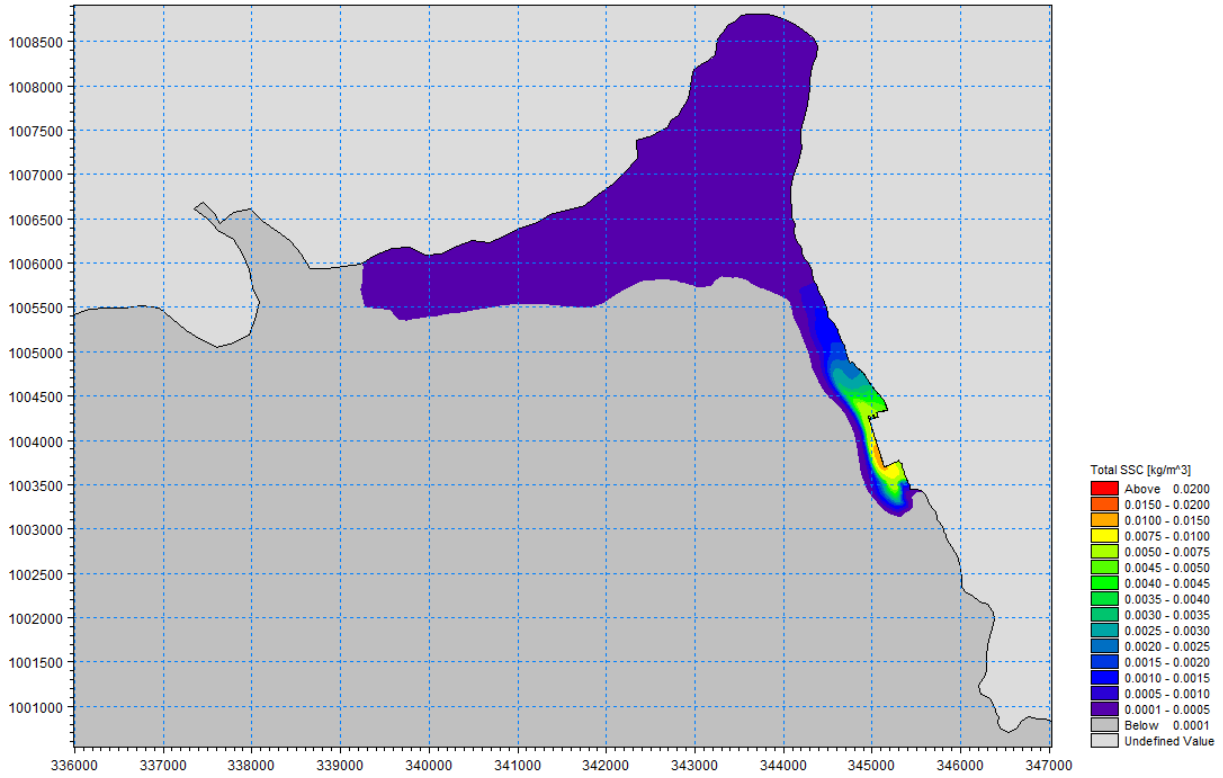 1008500
1008000
1007500
1007000
1006500
1006000
1005500
1005000
1004500
1004000
1003500
1003000
1002500
1002000
1001500
1001000
336000 337000 338000 339000 340000 341000 342000 343000 344000 345000 346000 347000
Total SSC [kg/m^3]
Above 0.0200
0.0150 - 0.0200
0.0100 - 0.0150
0.0075 - 0.0100
0.0050 - 0.0075
0.0045 - 0.0050
0.0040 - 0.0045
0.0035 - 0.0040
0.0030 - 0.0035
0.0025 - 0.0030
0.0020 - 0.0025
0.0015 - 0.0020
0.0010 - 0.0015
0.0005 - 0.0010
0.0001 - 0.0005
Below 0.0001
Undefined Value